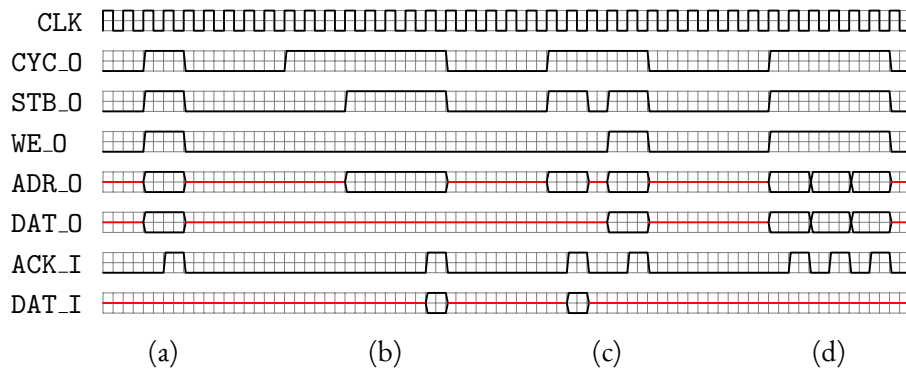 CLK
CYC_O
STB_O
WE_O
ADR_O
DAT_O
ACK_I
DAT_I
(a) (b) (c) (d)